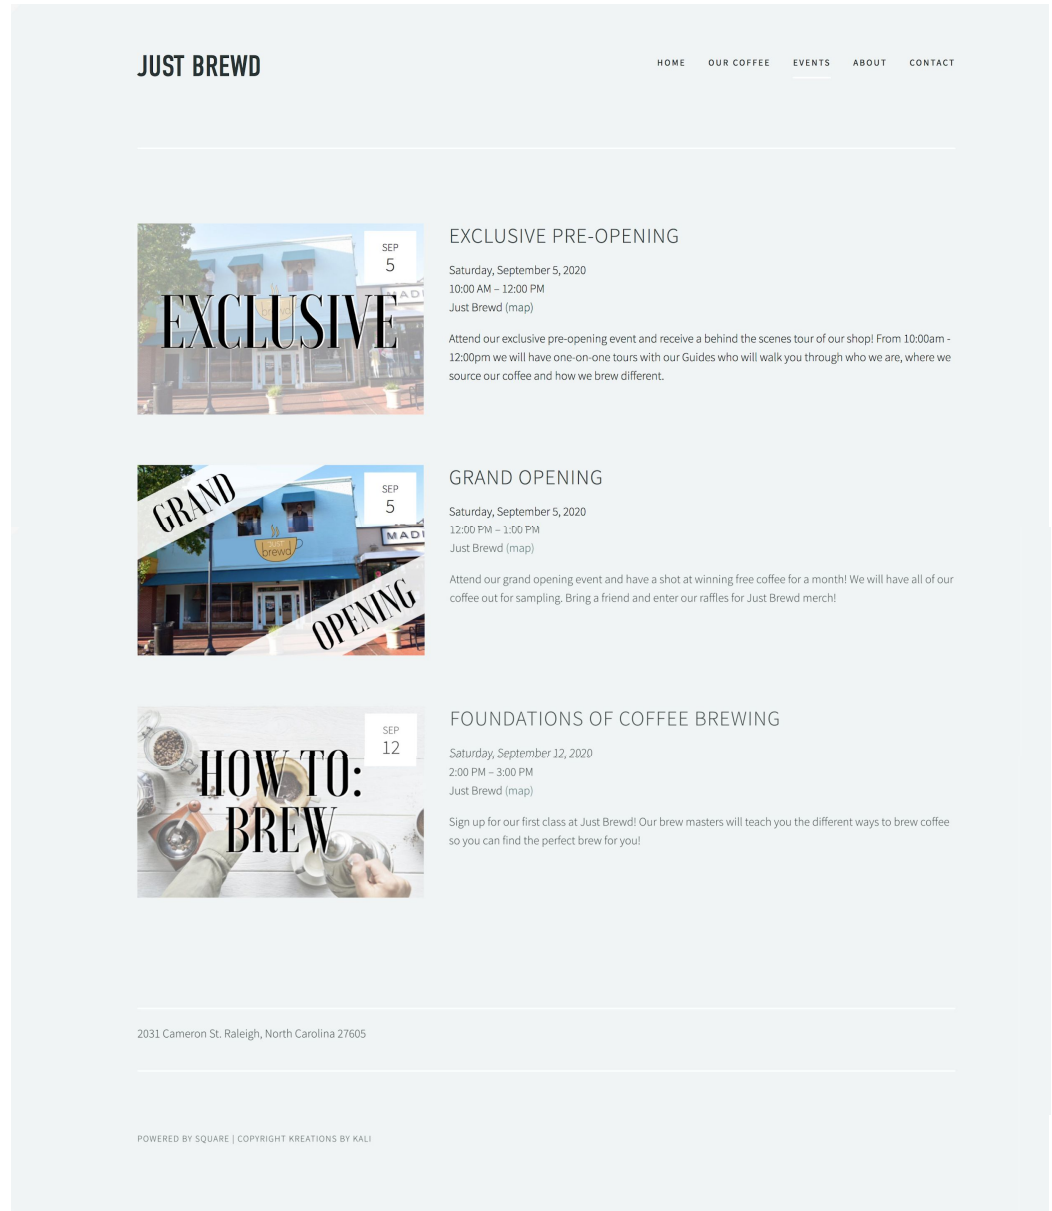 JUST BREWD
HOME OUR COFFEE EVENTS ABOUT CONTACT
SEP
5
EXCLUSIVE
MADI
EXCLUSIVE PRE-OPENING
Saturday, September 5, 2020
10:00 AM – 12:00 PM
Just Brewd (map)
Attend our exclusive pre-opening event and receive a behind the scenes tour of our shop! From 10:00am -
12:00pm we will have one-on-one tours with our Guides who will walk you through who we are, where we
source our coffee and how we brew different.
GRAND
SEP
5
MADI
JUST
brewd
OPENING
GRAND OPENING
Saturday, September 5, 2020
12:00 PM – 1:00 PM
Just Brewd (map)
Attend our grand opening event and have a shot at winning free coffee for a month! We will have all of our
coffee out for sampling. Bring a friend and enter our raffles for Just Brewd merch!
SEP
12
HOW TO:
BREW
FOUNDATIONS OF COFFEE BREWING
Saturday, September 12, 2020
2:00 PM – 3:00 PM
Just Brewd (map)
Sign up for our first class at Just Brewd! Our brew masters will teach you the different ways to brew coffee
so you can find the perfect brew for you!
2031 Cameron St. Raleigh, North Carolina 27605
POWERED BY SQUARE | COPYRIGHT KREATIONS BY KALI